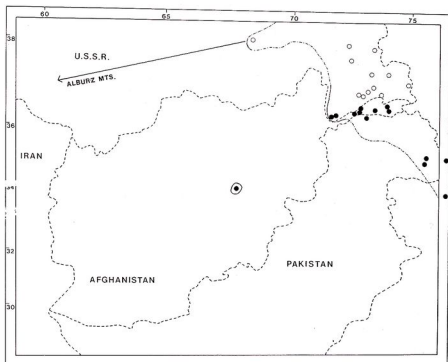 60 65 70 75
38
U.S.S.R.
ALBURZ MTS.
36
IRAN
32
PAKISTAN
AFGHANISTAN
30